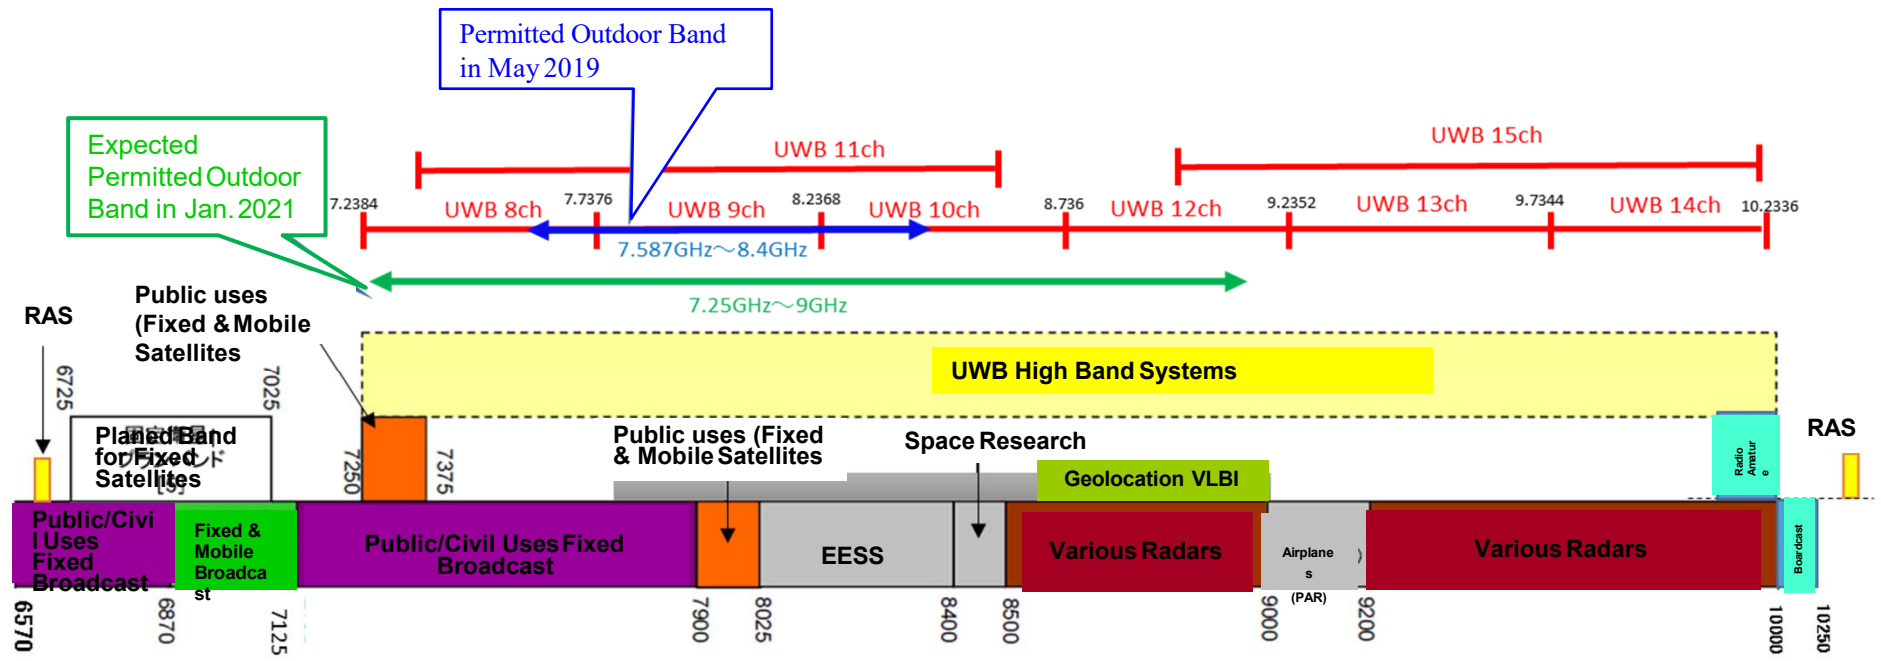 Permitted Outdoor Band
in May 2019
Expected
Permitted Outdoor
Band in Jan. 2021
UWB 11ch
UWB 15ch
7.2384
UWB 8ch
7.7376
UWB 9ch
8.2368
UWB 10ch
8.736
UWB 12ch
9.2352
UWB 13ch
9.7344
UWB 14ch
10.2336
7.587GHz～8.4GHz
7.25GHz～9GHz
RAS
Public uses
(Fixed & Mobile
Satellites
UWB High Band Systems
6725
7025
Planed Band
for Fixed
Satellites
[5]
7250
7375
Public uses (Fixed
& Mobile Satellites
Space Research
Geolocation VLBI
Radio
Amatur
e
RAS
Public/Civi
l Uses
Fixed
Broadcast
Fixed &
Mobile
Broadca
st
Public/Civil Uses Fixed
Broadcast
EESS
Various Radars
Airplane
s
(PAR)
Various Radars
Boardcast
6570
6870
7125
7900
8025
8400
8500
9000
9200
10000
10250